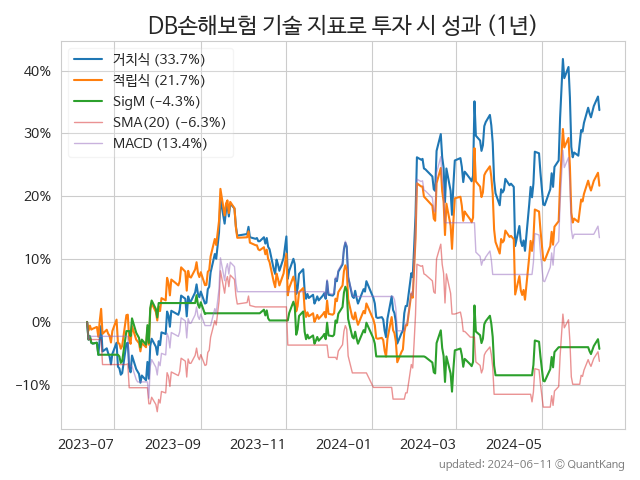 DB손해보험 기술 지표로 투자 시 성과 (1년)
거치식 (33.7%)
적립식 (21.7%)
SigM (−4.3%)
SMA(20) (−6.3%)
MACD (13.4%)
40%
30%
20%
10%
0%
−10%
2023-07 2023-09 2023-11 2024-01 2024-03 2024-05
updated: 2024-06-11 © QuantKang